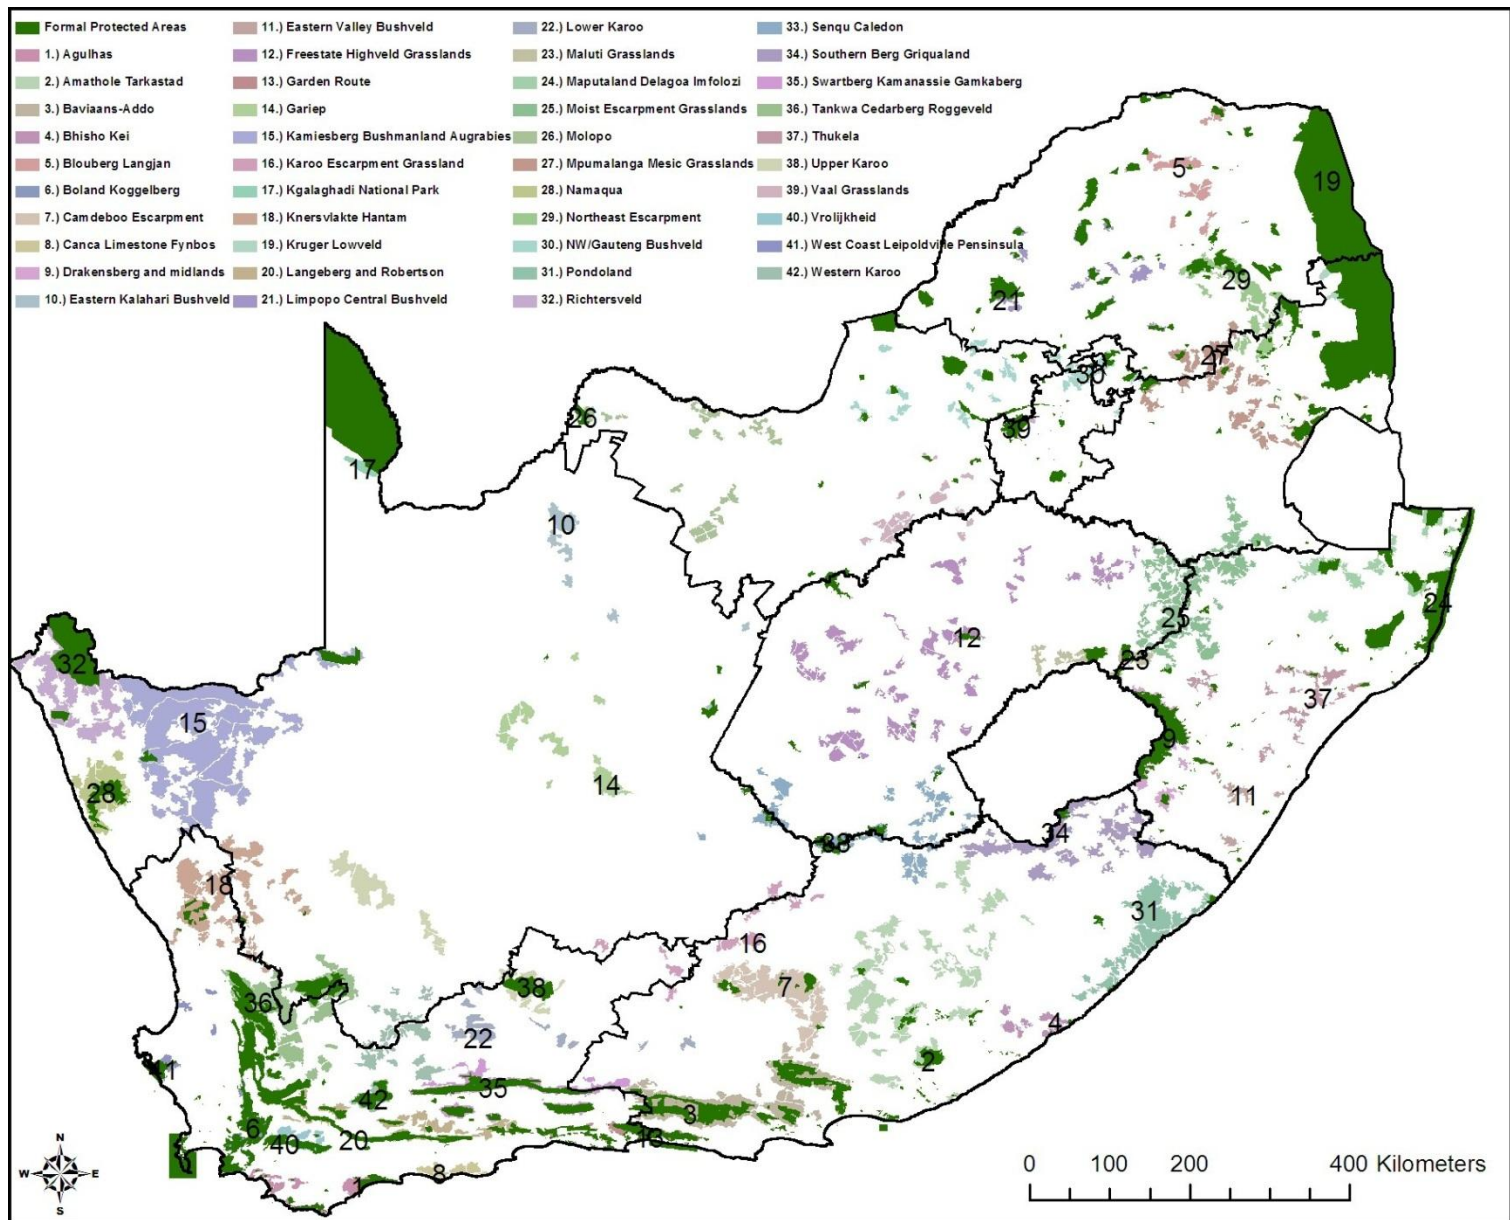 Formal Protected Areas
1.) Agulhas
2.) Amathole Tarkastad
3.) Baviaans-Addo
4.) Bhisho Kei
5.) Blouberg Langjan
6.) Boland Koggelberg
7.) Camdeboo Escarpment
8.) Canca Limestone Fynbos
9.) Drakensberg and midlands
10.) Eastern Kalahari Bushveld
11.) Eastern Valley Bushveld
12.) Freestate Highveld Grasslands
13.) Garden Route
14.) Gariep
15.) Kamiesberg Bushmanland Augrabies
16.) Karoo Escarpment Grassland
17.) Kgalaghadi National Park
18.) Knersvlakte Hantam
19.) Kruger Lowveld
20.) Langeberg and Robertson
21.) Limpopo Central Bushveld
22.) Lower Karoo
23.) Maluti Grasslands
24.) Maputaland Delagoa Imfolozi
25.) Moist Escarpment Grasslands
26.) Molopo
27.) Mpumalanga Mesic Grasslands
28.) Namaqua
29.) Northeast Escarpment
30.) NW/Gauteng Bushveld
31.) Pondoland
32.) Richtersveld
33.) Senqu Caledon
34.) Southern Berg Griqualand
35.) Swartberg Kamanassie Gamkaberg
36.) Tankwa Cedarberg Roggeveld
37.) Thukela
38.) Upper Karoo
39.) Vaal Grasslands
40.) Vrolijkheid
41.) West Coast Leipoldville Pensinsula
42.) Western Karoo
5
19
29
21
27
30
26
39
17
10
24
25
12
23
32
15
37
9
28
14
11
34
33
18
31
16
7
38
36
4
22
2
41
35
42
3
6
13
40
20
8
1
N
W
E
S
0
100
200
400 Kilometers